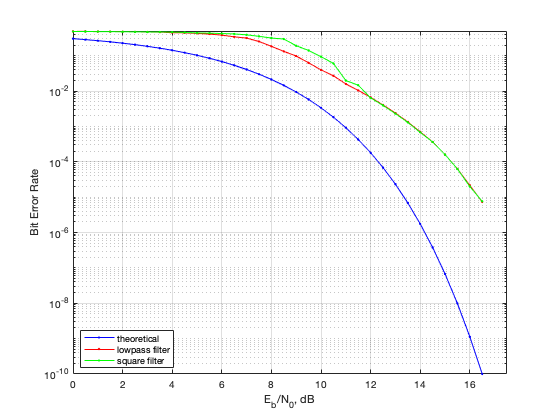 10^-2
10^-4
10^-6
10^-8
10^-10
Bit Error Rate
theoretical
lowpass filter
square filter
0 2 4 6 8 10 12 14 16
E_b/N_0, dB